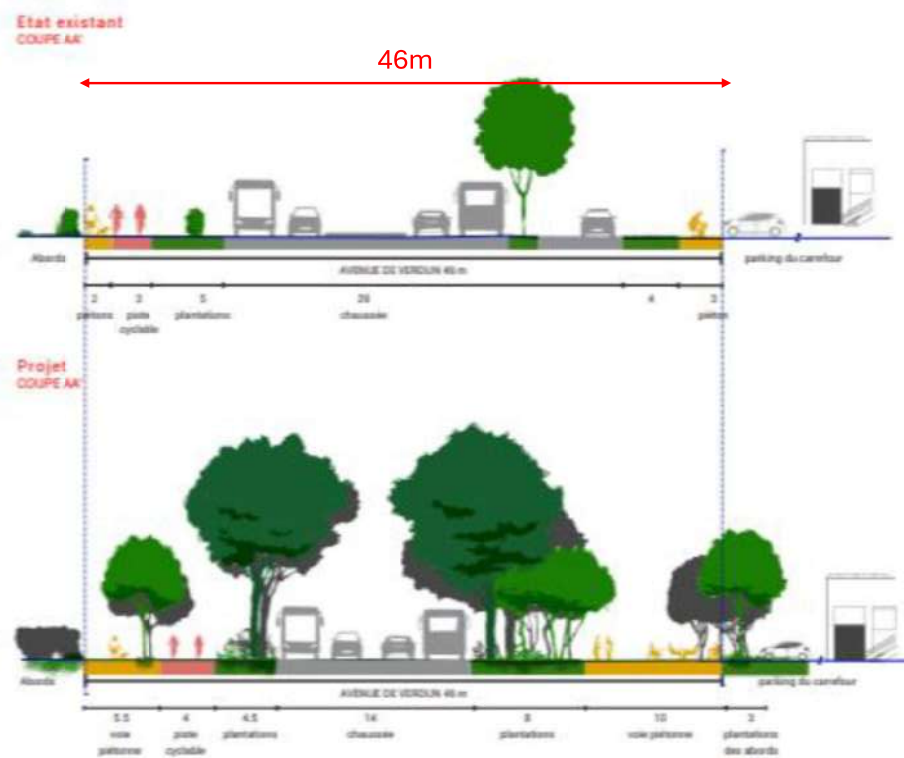 Etat existant
COUPE AA'
46m
Abords
AVENUE DE VERDUN 46 m
parking du carrefour
2 3 5 28 4 3
piétons piste plantations chaussée piéton
cyclable
Projet
COUPE AA'
Abords
AVENUE DE VERDUN 46 m
parking du carrefour
5.5 4 4.5 14 8 10 3
voie piste plantations chaussée plantations voie piétonne plantations
piétonne cyclable des abords